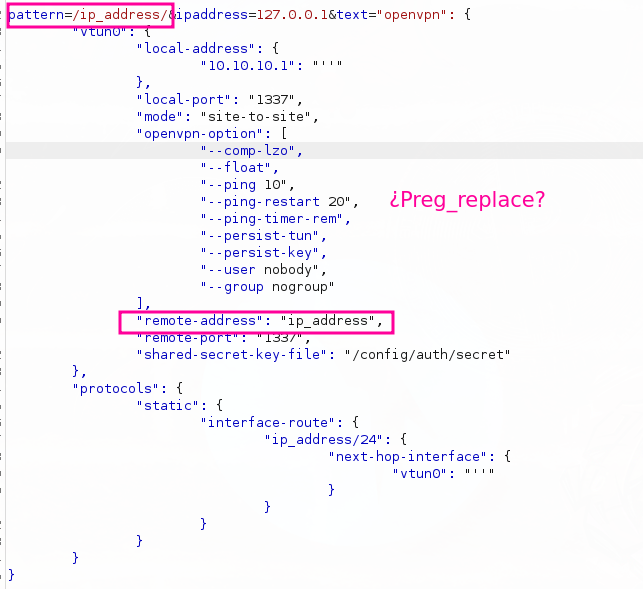 pattern=/ip_address/&ipaddress=127.0.0.1&text="openvpn": {
"vtun0": {
"local-address": {
"10.10.10.1": "''"
},
"local-port": "1337",
"mode": "site-to-site",
"openvpn-option": [
"--comp-lzo",
"--float",
"--ping 10",
"--ping-restart 20",
¿Preg_replace?
"--ping-timer-rem",
"--persist-tun",
"--persist-key",
"--user nobody",
"--group nogroup"
],
"remote-address": "ip_address",
"remote-port": "1337",
"shared-secret-key-file": "/config/auth/secret"
},
"protocols": {
"static": {
"interface-route": {
"ip_address/24": {
"next-hop-interface": {
"vtun0": "''"
}
}
}
}
}
}